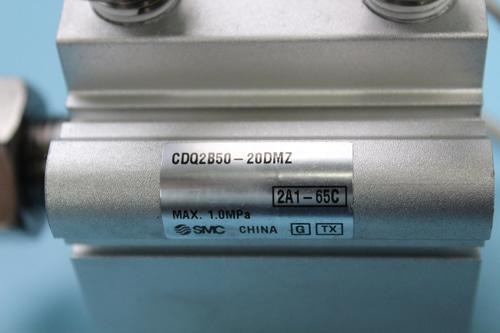 CDQ2B50-20DMZ
2A1-65C
MAX. 1.0MPa
SMC CHINA G TX